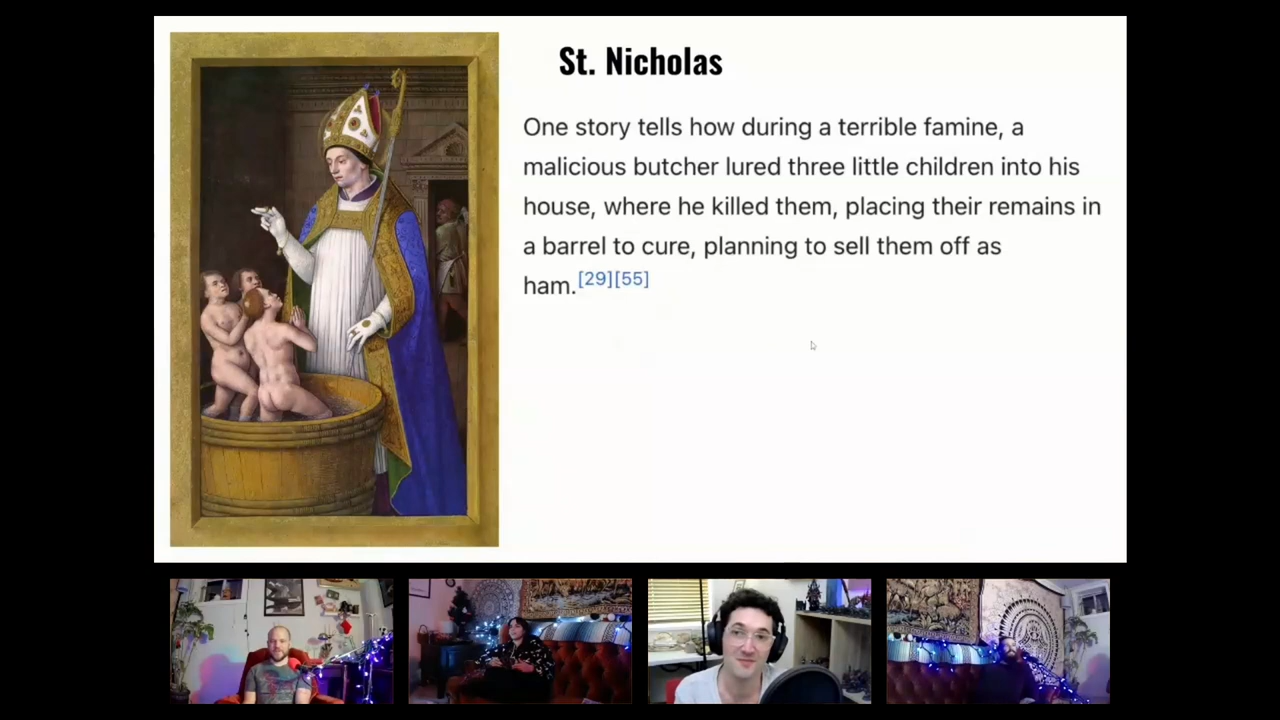 St. Nicholas
One story tells how during a terrible famine, a
malicious butcher lured three little children into his
house, where he killed them, placing their remains in
a barrel to cure, planning to sell them off as
ham.[29][55]